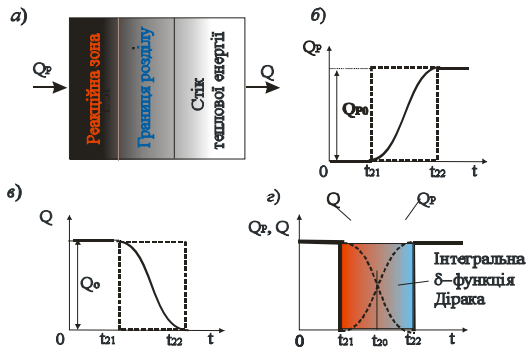 а)
Qₚ
Реакційна зона
Границя розділу
Стік
теплової енергії
Q
б)
Qₚ
Qₚ₀
0
t₂₁
t₂₂
t
в)
Q
Q₀
0
t₂₁
t₂₂
t
г)
Q
Qₚ
Qₚ, Q
Інтегральна
δ–функція
Дірака
0
t₂₁
t₂₀
t₂₂
t